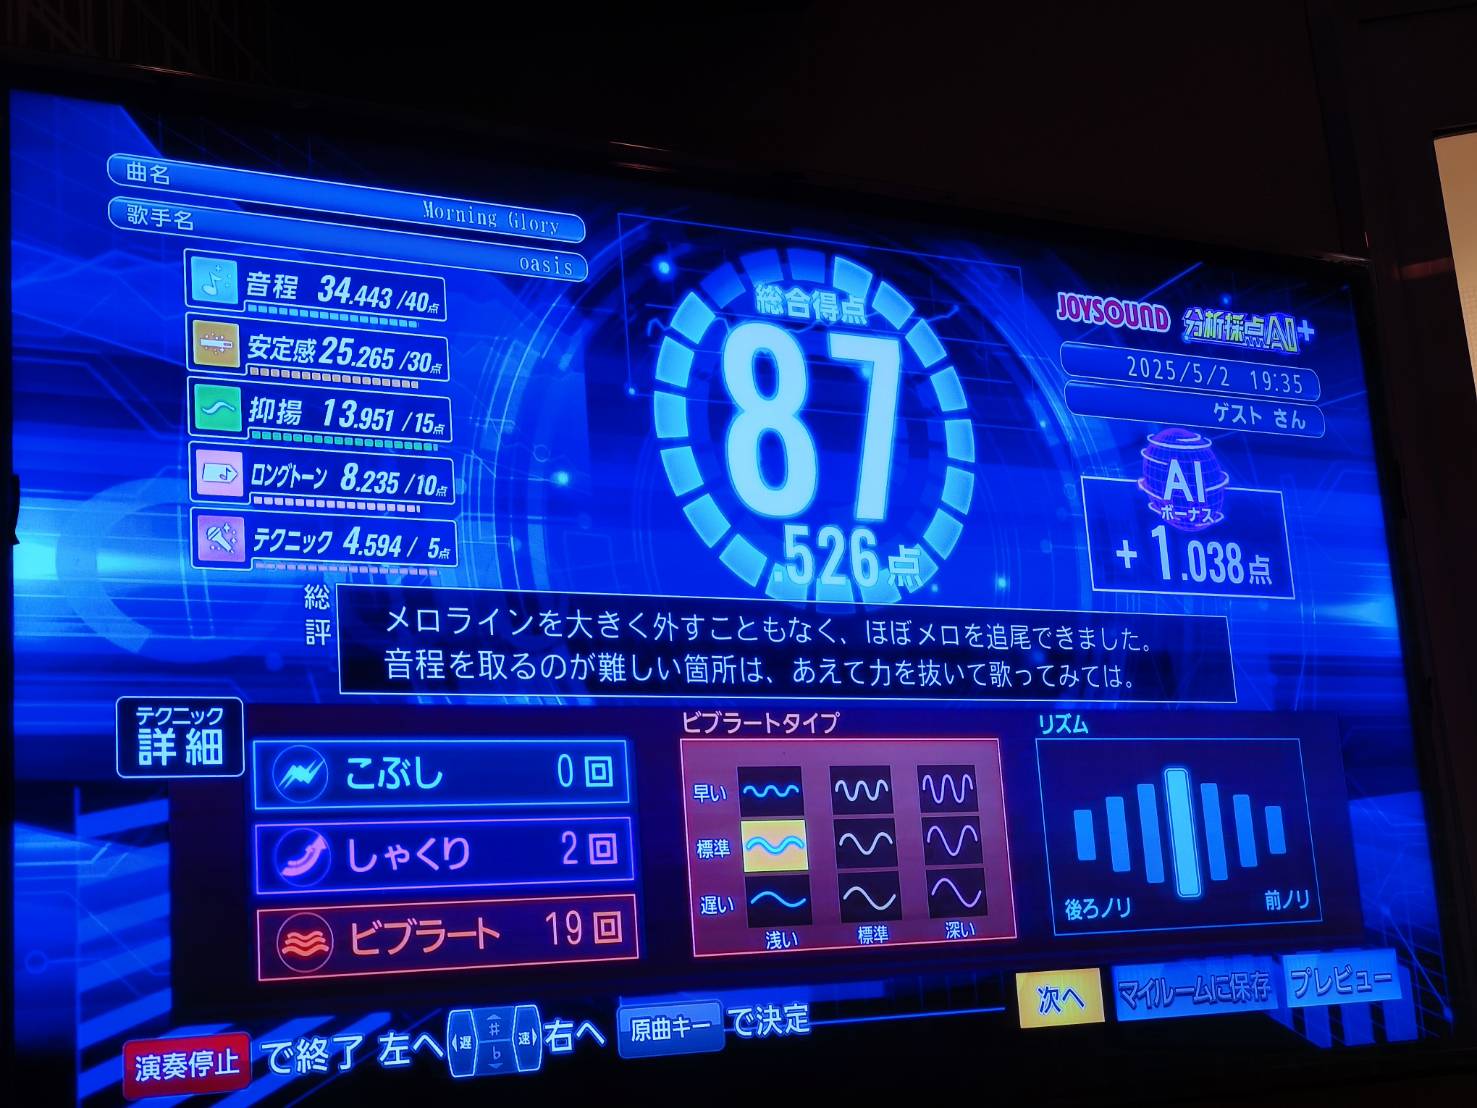 曲名 Morning Glory
歌手名 oasis
音程 34.443/40点
安定感 25.265/30点
抑揚 13.951/15点
ロングトーン 8.235/10点
テクニック 4.594/5点
総合得点
87
.526点
JOYSOUND 分析採点AI+
2025/5/2 19:35
ゲスト さん
AI
ボーナス
+1.038点
総評
メロラインを大きく外すこともなく、ほぼメロを追尾できました。
音程を取るのが難しい箇所は、あえて力を抜いて歌ってみては。
テクニック
詳細
こぶし 0回
しゃくり 2回
ビブラート 19回
ビブラートタイプ
早い
標準
遅い
浅い 標準 深い
リズム
後ろノリ 前ノリ
次へ マイルームに保存 プレビュー
演奏停止 で終了 左へ 遅 # ♭ 速 右へ 原曲キー で決定